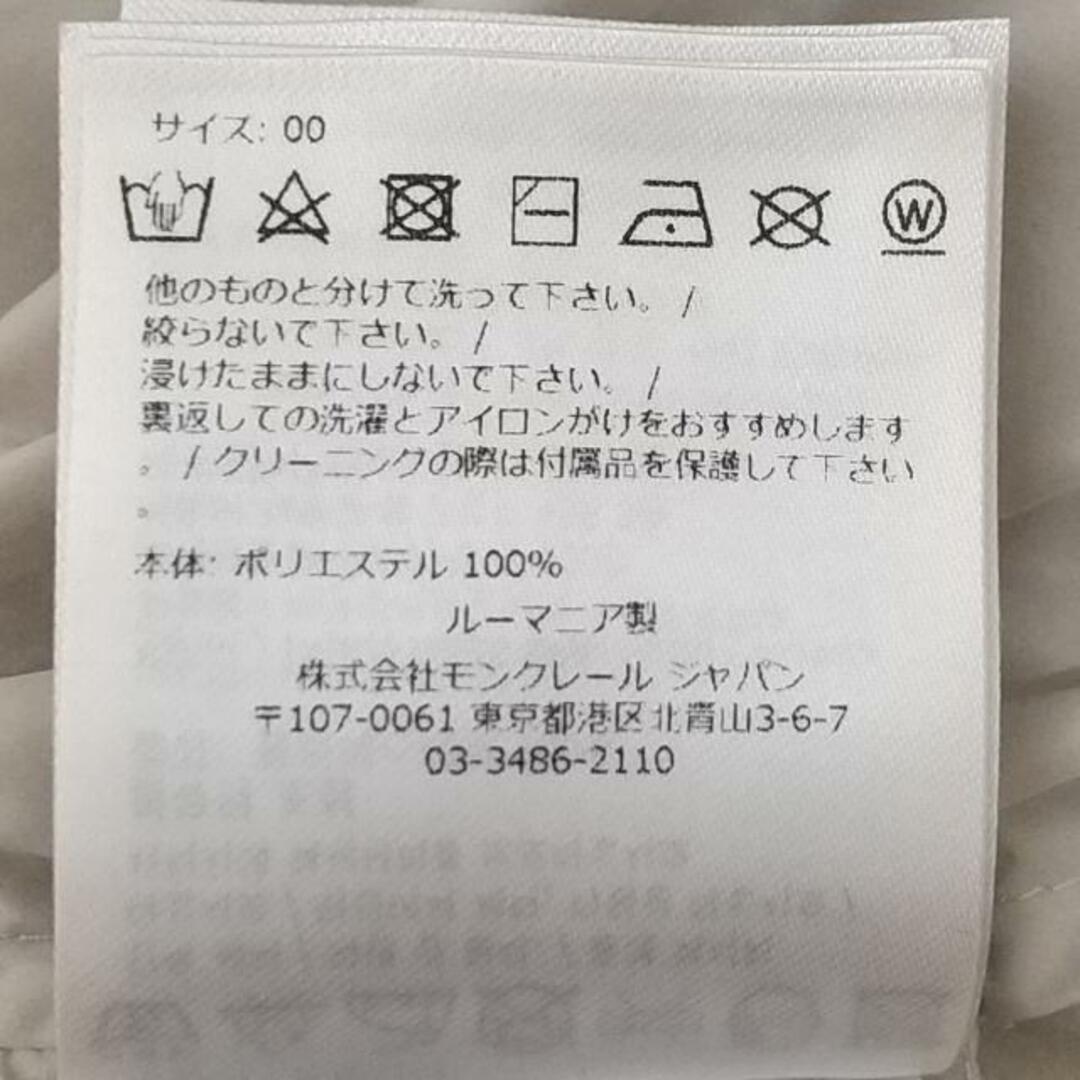 サイズ: 00
W
他のものと分けて洗って下さい。 /
絞らないで下さい。 /
浸けたままにしないで下さい。 /
裏返しての洗濯とアイロンがけをおすすめします
。 / クリーニングの際は付属品を保護して下さい
。
本体: ポリエステル 100%
ルーマニア製
株式会社モンクレール ジャパン
〒107-0061 東京都港区北青山3-6-7
03-3486-2110